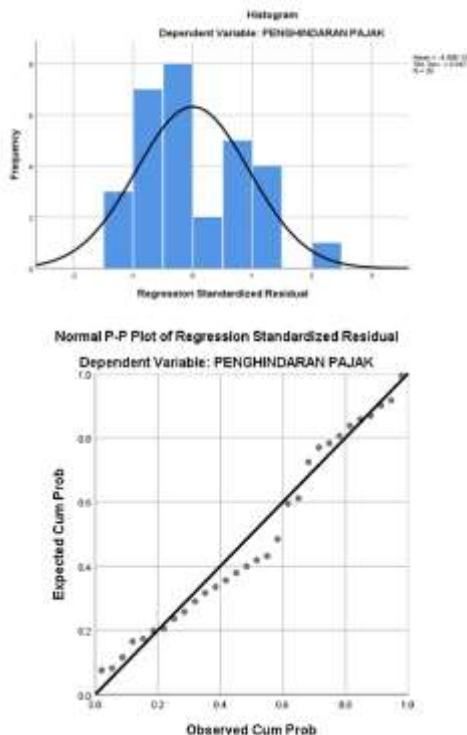 Histogram
Dependent Variable: PENGHINDARAN PAJAK
Frequency
Regression Standardized Residual
Normal P-P Plot of Regression Standardized Residual
Dependent Variable: PENGHINDARAN PAJAK
Expected Cum Prob
1.0
0.8
0.6
0.4
0.2
0.0
0.0 0.2 0.4 0.6 0.8 1.0
Observed Cum Prob